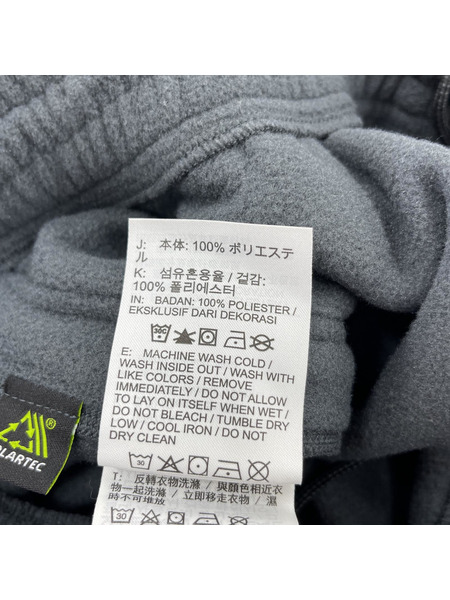 J: 本体: 100% ポリエステ
ル
K: 섬유혼용율 / 겉감:
100% 폴리에스터
IN: BADAN: 100% POLIESTER /
EKSKLUSIF DARI DEKORASI
E: MACHINE WASH COLD /
WASH INSIDE OUT / WASH WITH
LIKE COLORS / REMOVE
IMMEDIATELY / DO NOT ALLOW
TO LAY ON ITSELF WHEN WET /
DO NOT BLEACH / TUMBLE DRY
LOW / COOL IRON / DO NOT
DRY CLEAN
30
T: 反轉衣物洗滌 / 與顏色相近衣
物一起洗滌 / 立即移走衣物 / 濕
時不可堆放
30
OLARTEC®